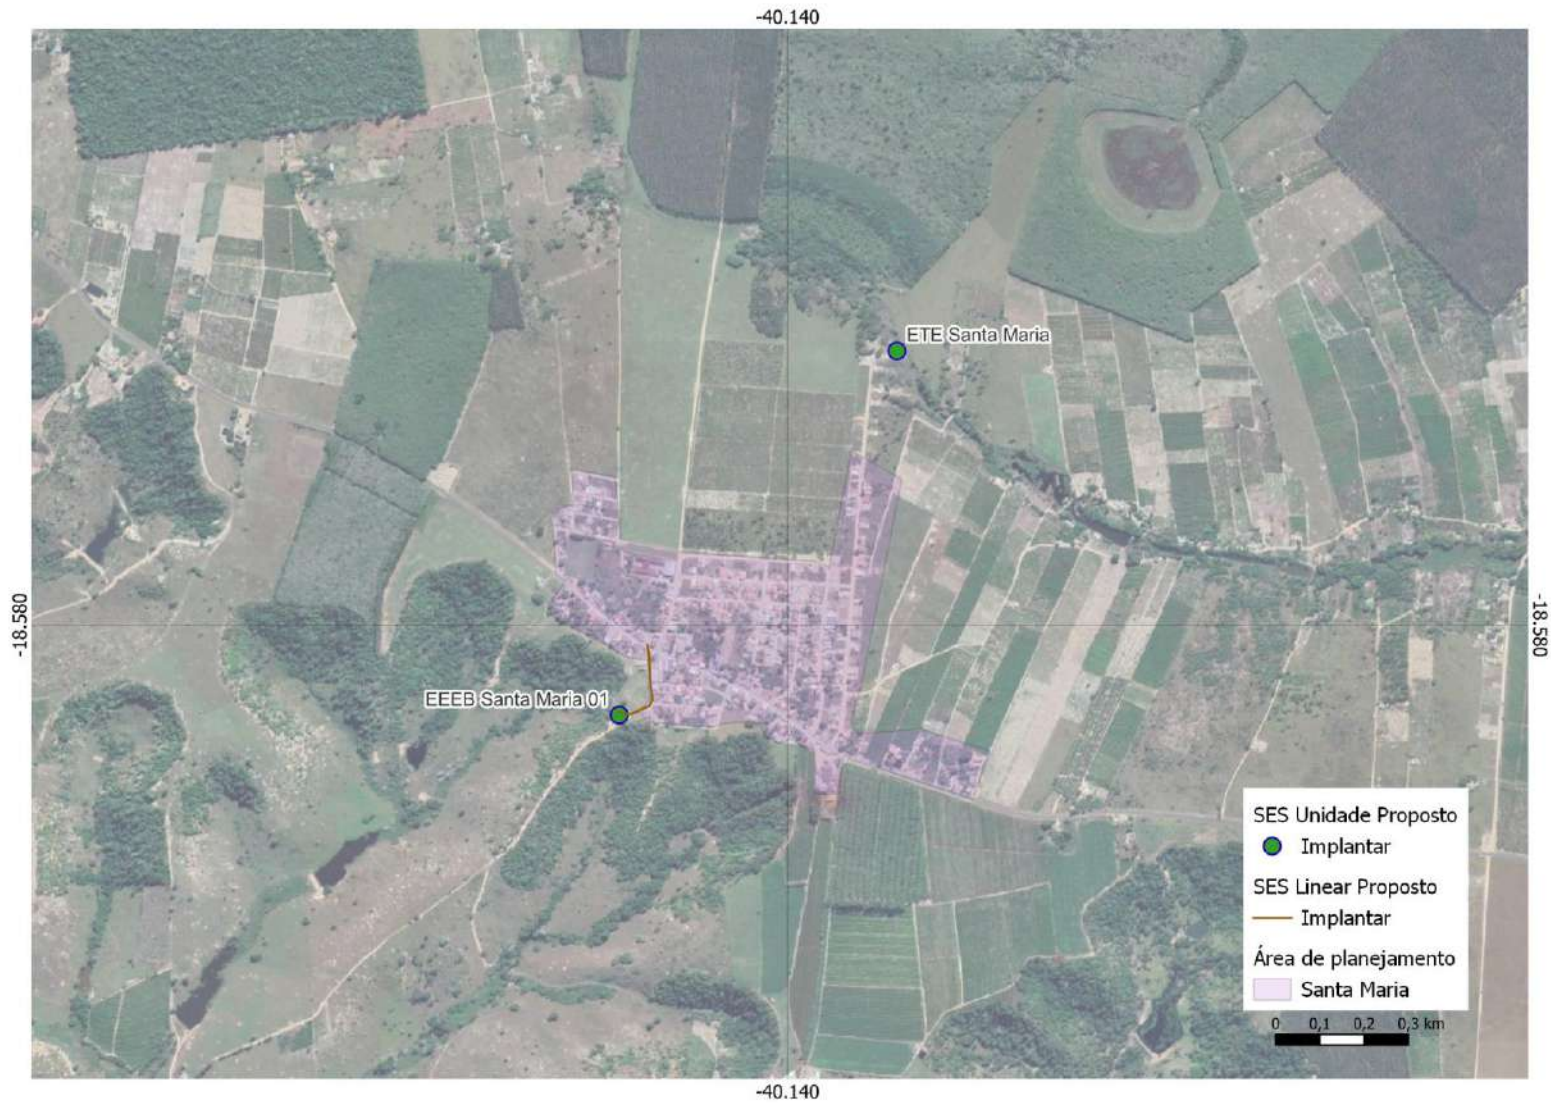 -40.140
ETE Santa Maria
-18.580
-18.580
EEEB Santa Maria 01
SES Unidade Proposto
Implantar
SES Linear Proposto
Implantar
Área de planejamento
Santa Maria
0 0,1 0,2 0,3 km
-40.140